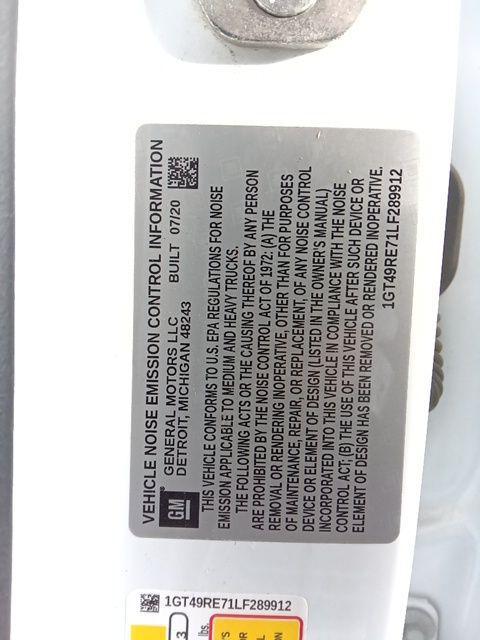 VEHICLE NOISE EMISSION CONTROL INFORMATION
GM
GENERAL MOTORS LLC
DETROIT, MICHIGAN 48243
BUILT 07/20
THIS VEHICLE CONFORMS TO U.S. EPA REGULATIONS FOR NOISE
EMISSION APPLICABLE TO MEDIUM AND HEAVY TRUCKS.
THE FOLLOWING ACTS OR THE CAUSING THEREOF BY ANY PERSON
ARE PROHIBITED BY THE NOISE CONTROL ACT OF 1972: (A) THE
REMOVAL OR RENDERING INOPERATIVE, OTHER THAN FOR PURPOSES
OF MAINTENANCE, REPAIR, OR REPLACEMENT, OF ANY NOISE CONTROL
DEVICE OR ELEMENT OF DESIGN (LISTED IN THE OWNER'S MANUAL)
INCORPORATED INTO THIS VEHICLE IN COMPLIANCE WITH THE NOISE
CONTROL ACT; (B) THE USE OF THIS VEHICLE AFTER SUCH DEVICE OR
ELEMENT OF DESIGN HAS BEEN REMOVED OR RENDERED INOPERATIVE.
1GT49RE71LF289912
1GT49RE71LF289912
3
lbs.